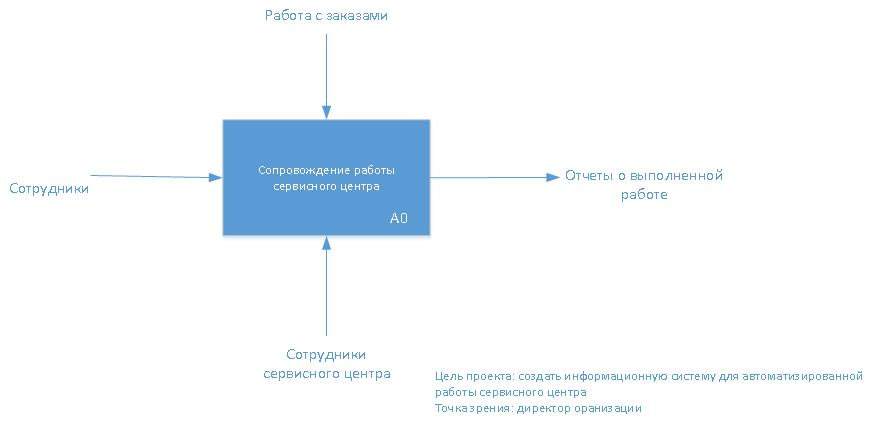 Работа с заказами
Сопровождение работы
сервисного центра
А0
Сотрудники
Отчеты о выполненной
работе
Сотрудники
сервисного центра
Цель проекта: создать информационную систему для автоматизированной
работы сервисного центра
Точка зрения: директор оранизации